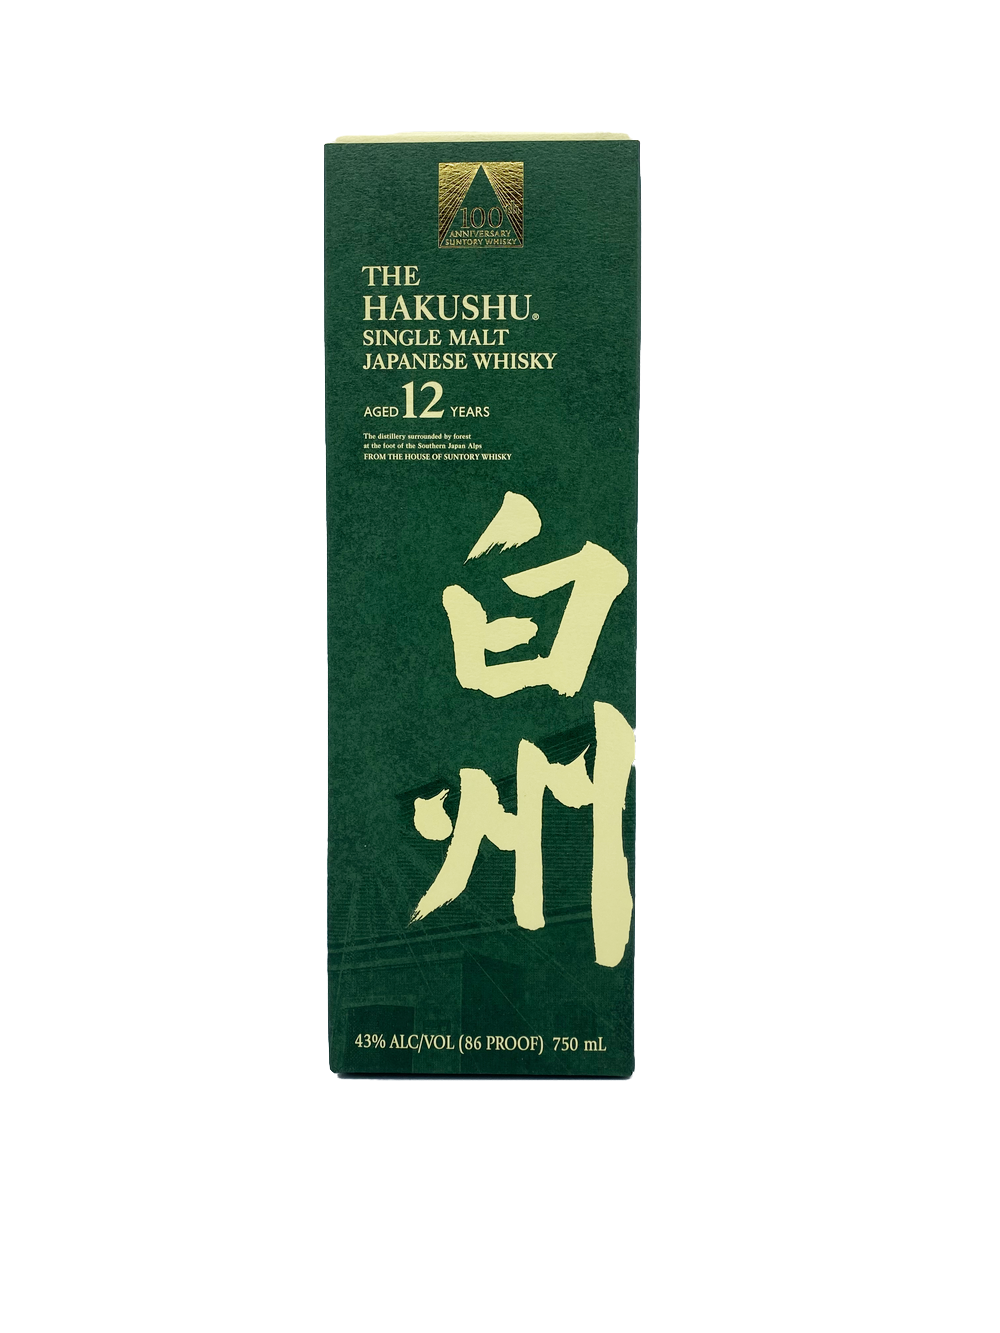 100th
ANNIVERSARY
SUNTORY WHISKY
THE
HAKUSHU®
SINGLE MALT
JAPANESE WHISKY
AGED 12 YEARS
The distillery surrounded by forest
at the foot of the Southern Japan Alps
FROM THE HOUSE OF SUNTORY WHISKY
白
州
43% ALC/VOL (86 PROOF) 750 mL